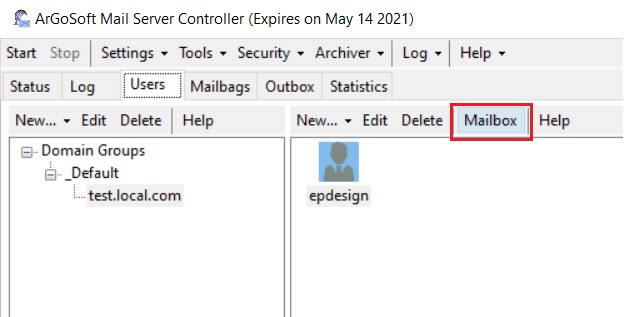 ArGoSoft Mail Server Controller (Expires on May 14 2021)
Start Stop Settings Tools Security Archiver Log Help
Status Log Users Mailbags Outbox Statistics
New... Edit Delete Help New... Edit Delete Mailbox Help
Domain Groups
_Default
test.local.com
epdesign